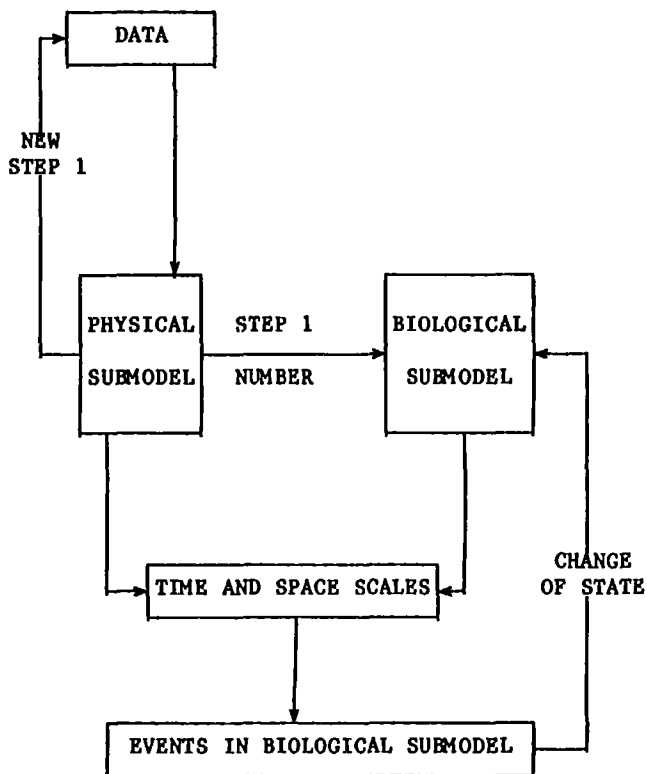 DATA
NEW
STEP 1
PHYSICAL
SUBMODEL
STEP 1
NUMBER
BIOLOGICAL
SUBMODEL
TIME AND SPACE SCALES
CHANGE
OF STATE
EVENTS IN BIOLOGICAL SUBMODEL